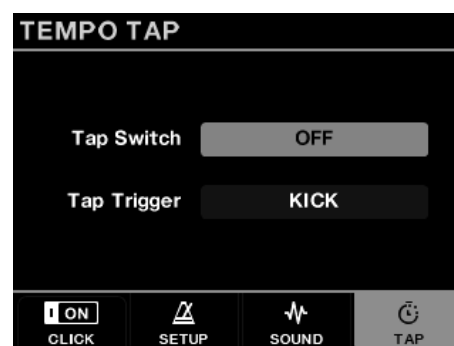 TEMPO TAP
Tap Switch OFF
Tap Trigger KICK
ON
CLICK SETUP SOUND TAP